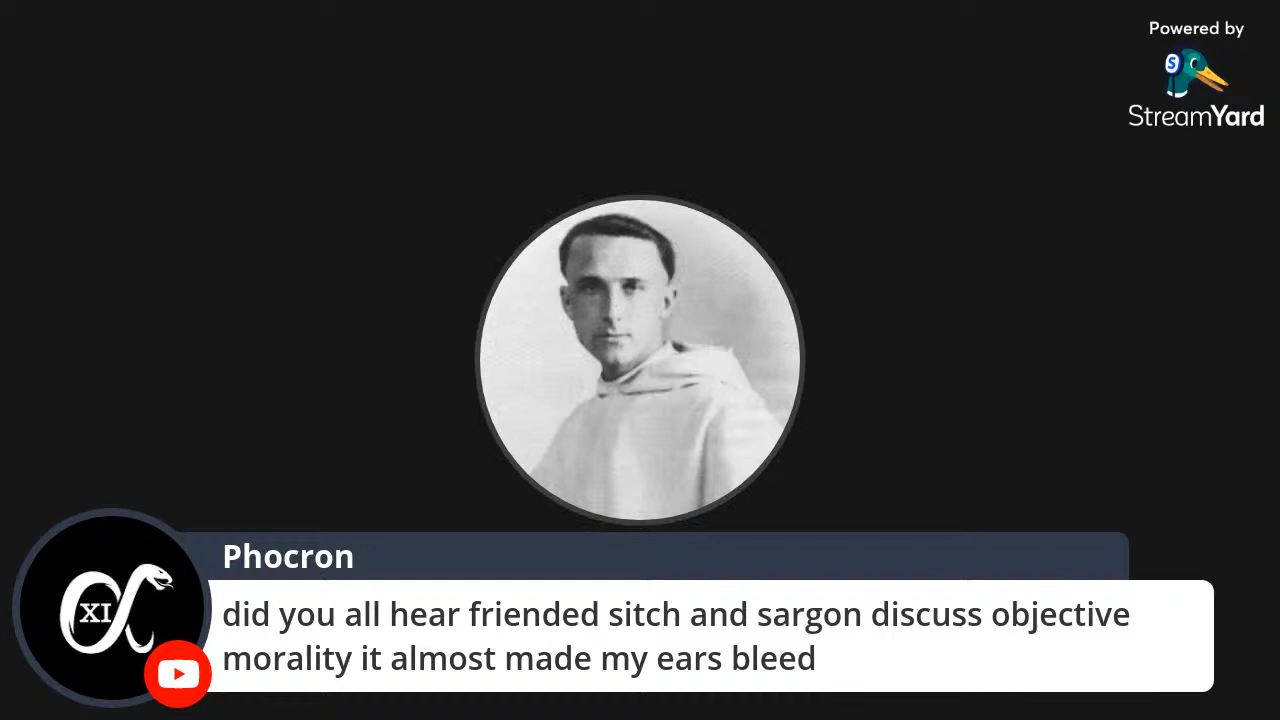 Powered by
S
StreamYard
Phocron
XI
did you all hear friended sitch and sargon discuss objective
morality it almost made my ears bleed